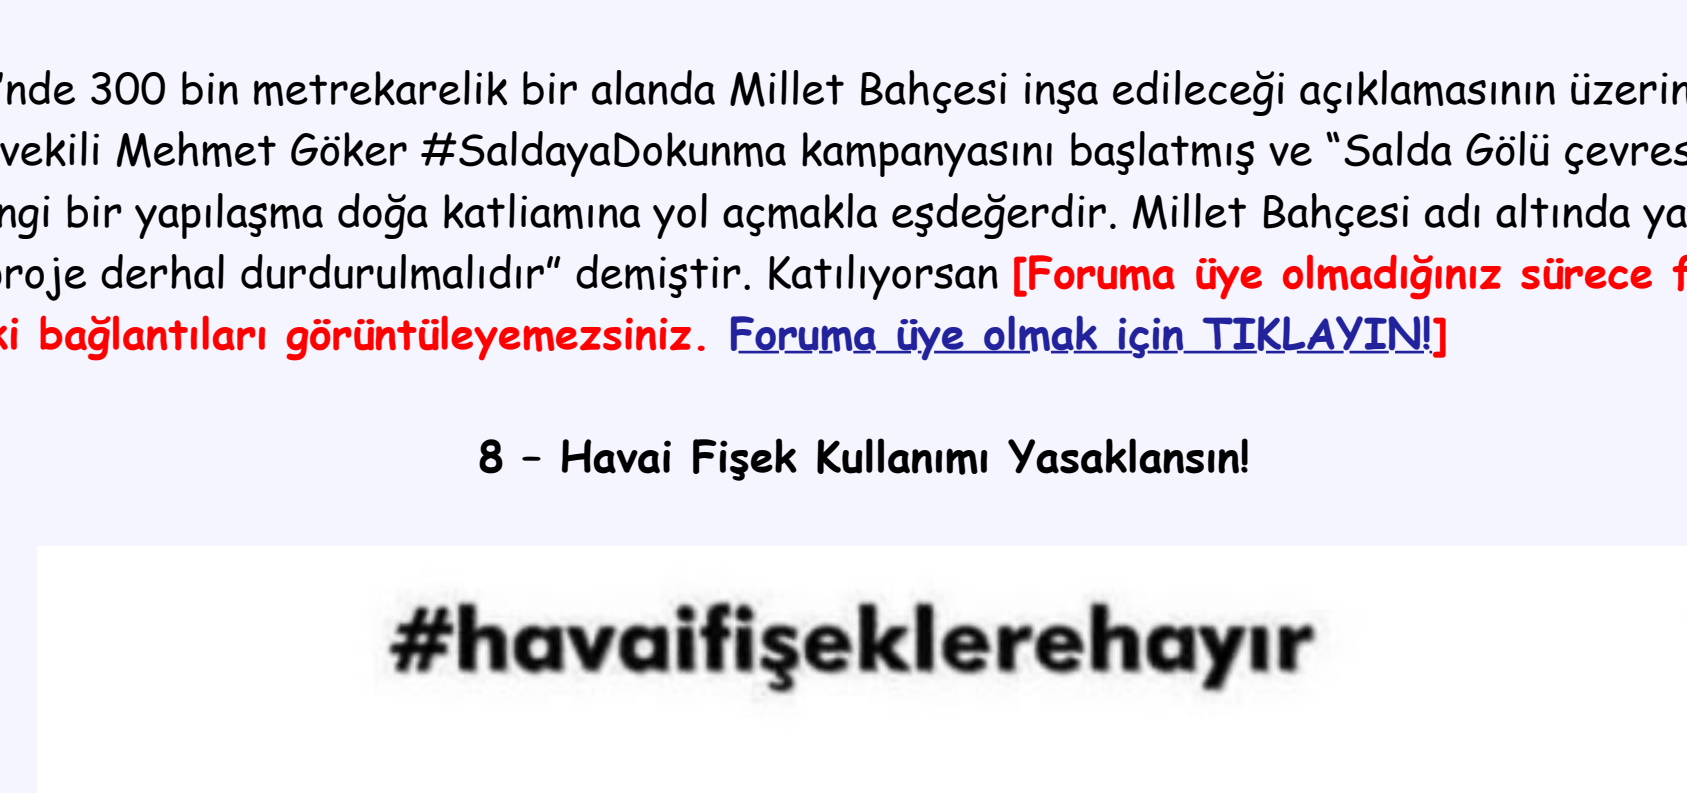 ’nde 300 bin metrekarelik bir alanda Millet Bahçesi inşa edileceği açıklamasının üzerin
vekili Mehmet Göker #SaldayaDokunma kampanyasını başlatmış ve “Salda Gölü çevres
ngi bir yapılaşma doğa katliamına yol açmakla eşdeğerdir. Millet Bahçesi adı altında ya
proje derhal durdurulmalıdır” demiştir. Katılıyorsan [Foruma üye olmadığınız sürece f
ki bağlantıları görüntüleyemezsiniz. Foruma üye olmak için TIKLAYIN!]
8 – Havai Fişek Kullanımı Yasaklansın!
#havaifişeklerehayır